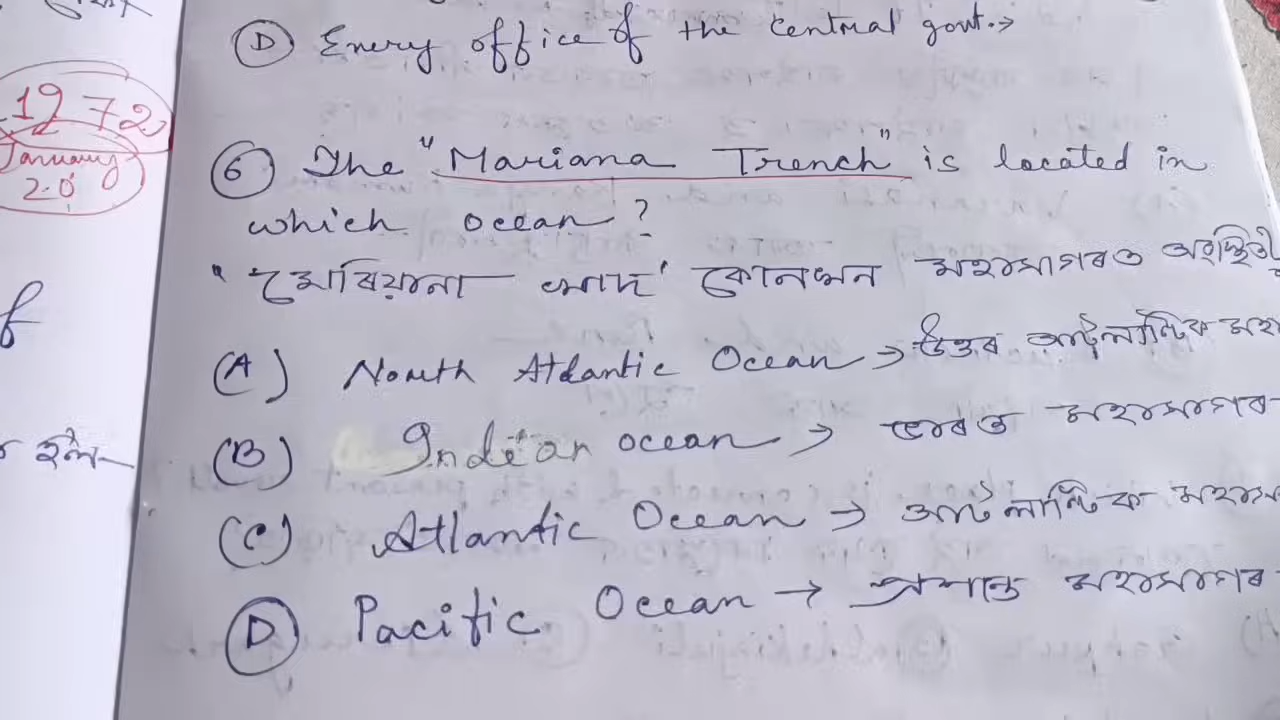 1972
January
20
f
হ'ল—
(D) Every office of the central govt.→
(6) The "Mariana Trench" is located in
which ocean?
"মেৰিয়ানা খাদ' কোনখন মহাসাগৰত অৱস্থিত
(A) North Atlantic Ocean → উত্তৰ আটলান্টিক মহা
(B) Indian ocean → ভাৰত মহাসাগৰ
(C) Atlantic Ocean → আটলান্টিক মহাসা
(D) Pacific Ocean → প্ৰশান্ত মহাসাগৰ